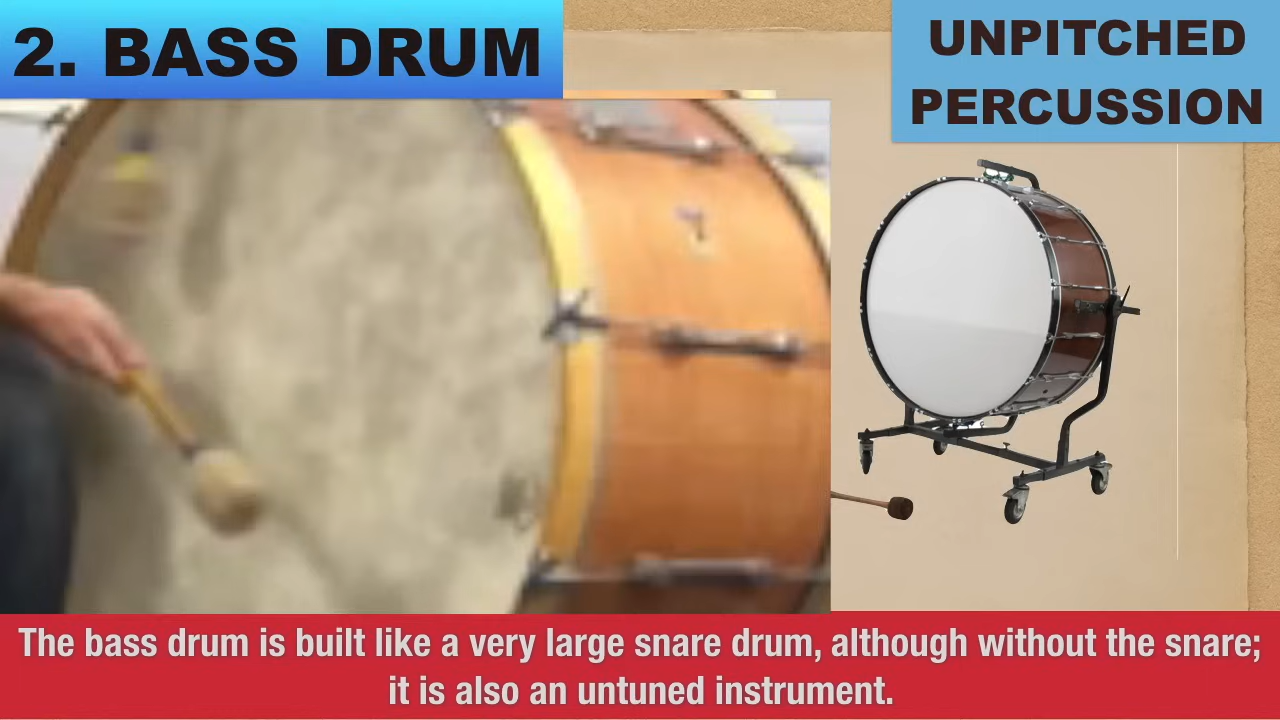 2. BASS DRUM
UNPITCHED
PERCUSSION
The bass drum is built like a very large snare drum, although without the snare;
it is also an untuned instrument.